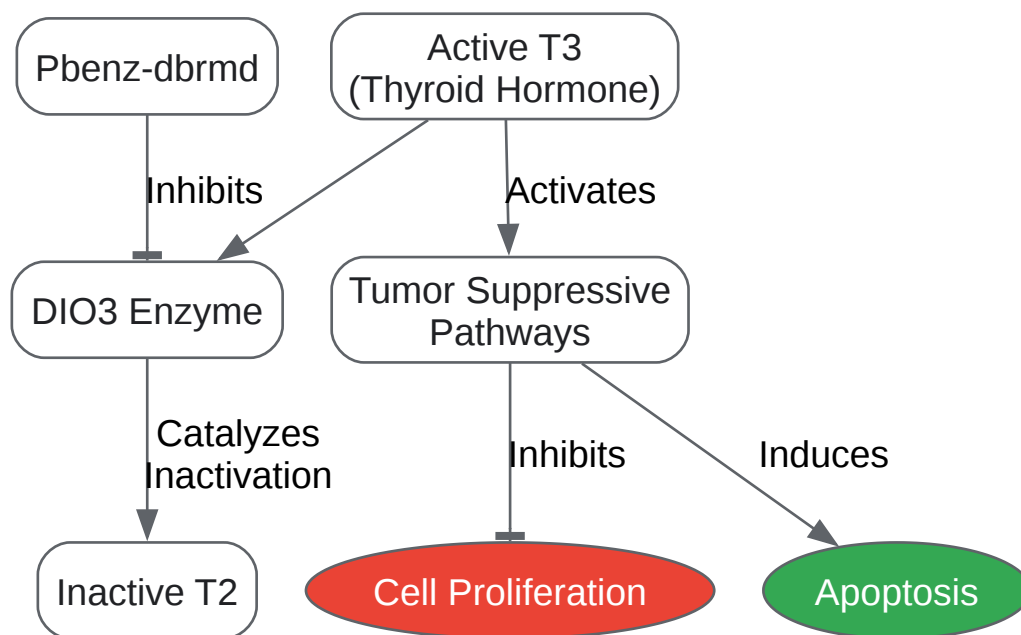 Pbenz-dbrmd
Active T3
(Thyroid Hormone)
Inhibits
Activates
DIO3 Enzyme
Tumor Suppressive
Pathways
Catalyzes
Inactivation
Inhibits
Induces
Inactive T2
Cell Proliferation
Apoptosis